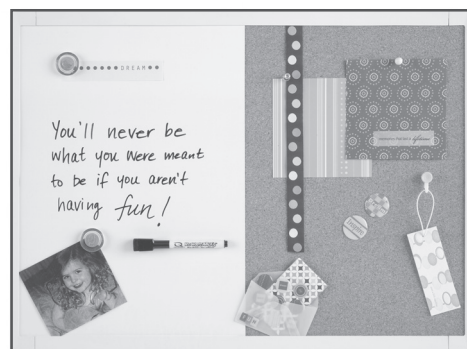 DREAM
You'll never be
what you were meant
to be if you aren't
having fun!